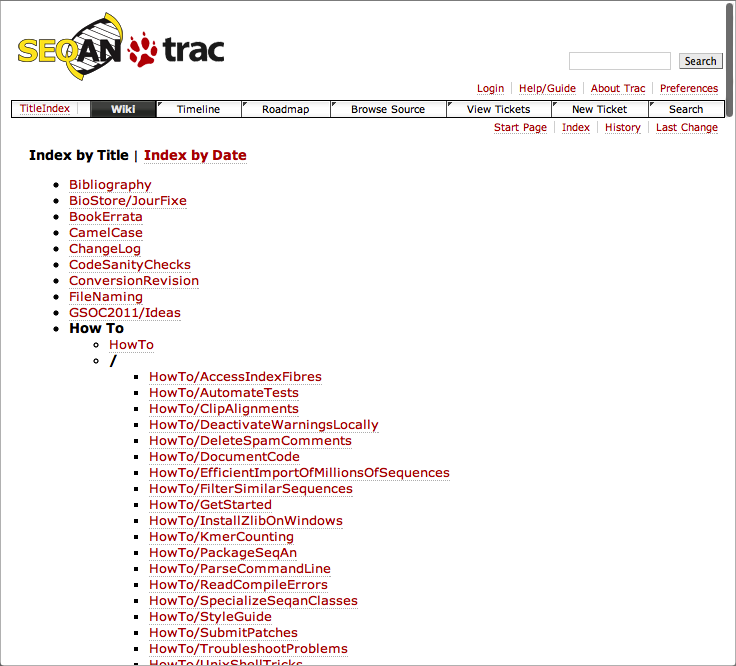 SEQAN trac
Search
Login Help/Guide About Trac Preferences
TitleIndex Wiki Timeline Roadmap Browse Source View Tickets New Ticket Search
Start Page Index History Last Change
Index by Title | Index by Date
Bibliography
BioStore/JourFixe
BookErrata
CamelCase
ChangeLog
CodeSanityChecks
ConversionRevision
FileNaming
GSOC2011/Ideas
How To
HowTo
/
HowTo/AccessIndexFibres
HowTo/AutomateTests
HowTo/ClipAlignments
HowTo/DeactivateWarningsLocally
HowTo/DeleteSpamComments
HowTo/DocumentCode
HowTo/EfficientImportOfMillionsOfSequences
HowTo/FilterSimilarSequences
HowTo/GetStarted
HowTo/InstallZlibOnWindows
HowTo/KmerCounting
HowTo/PackageSeqAn
HowTo/ParseCommandLine
HowTo/ReadCompileErrors
HowTo/SpecializeSeqanClasses
HowTo/StyleGuide
HowTo/SubmitPatches
HowTo/TroubleshootProblems
HowTo/UnixShellTricks